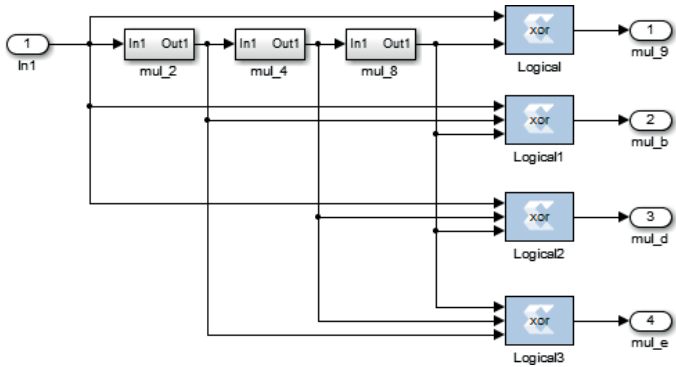 1
In1
In1 Out1
mul_2
In1 Out1
mul_4
In1 Out1
mul_8
xor
Logical
1
mul_9
xor
Logical1
2
mul_b
xor
Logical2
3
mul_d
xor
Logical3
4
mul_e